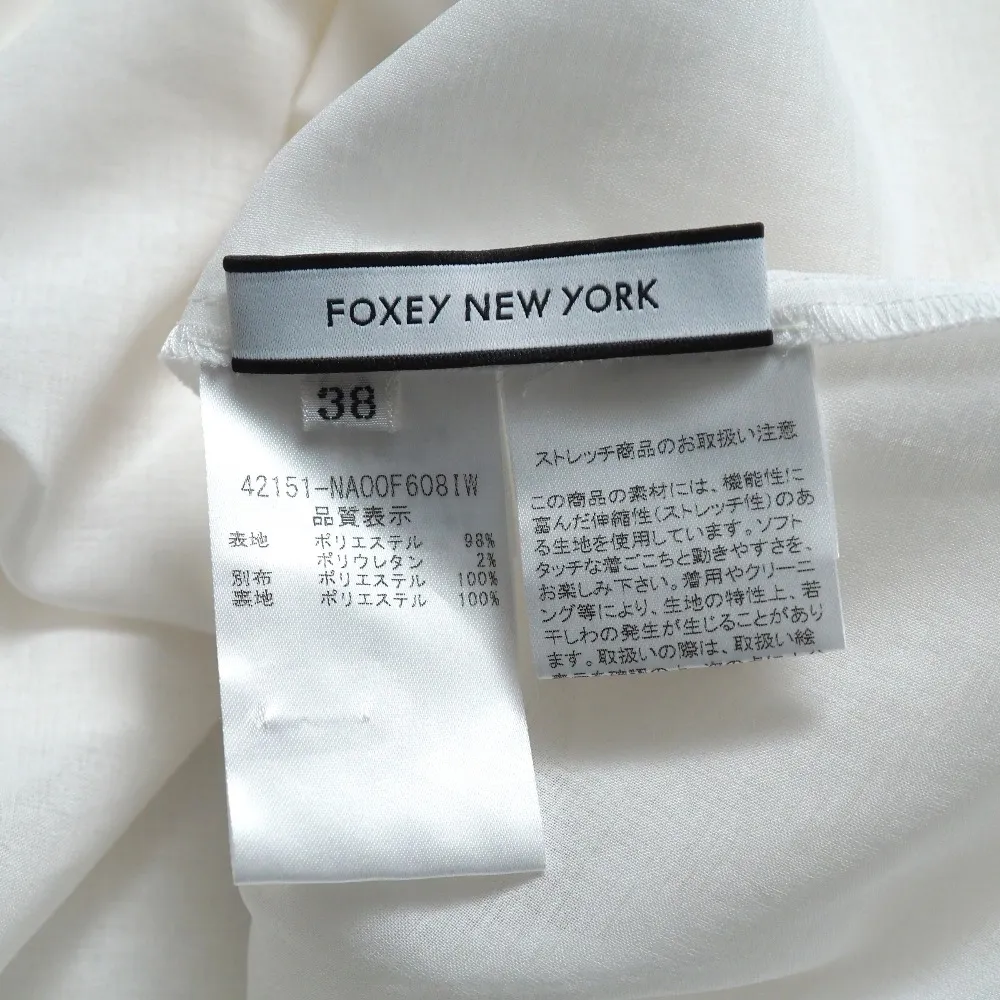 FOXEY NEW YORK
38
42151-NA00F608IW
品質表示
表地 ポリエステル 98%
ポリウレタン 2%
別布 ポリエステル 100%
裏地 ポリエステル 100%
ストレッチ商品のお取扱い注意
この商品の素材には、機能性に
富んだ伸縮性(ストレッチ性)のあ
る生地を使用しています。ソフト
タッチな着ごこちと動きやすさを、
お楽しみ下さい。着用やクリーニ
ング等により、生地の特性上、若
干しわの発生が生じることがあり
ます。取扱いの際は、取扱い絵